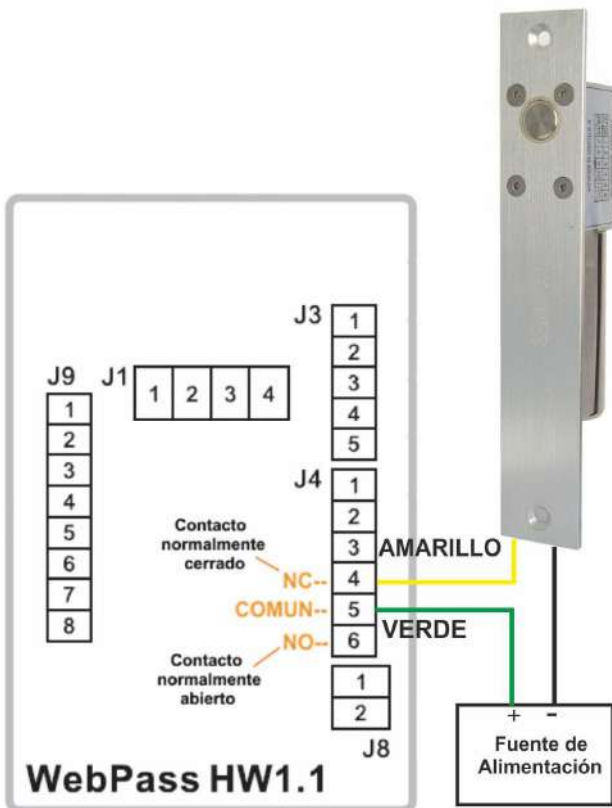 J3
1
2
3
4
5
J1
1 2 3 4
J9
1
2
3
4
5
6
7
8
J4
1
2
3
4
5
6
Contacto
normalmente
cerrado
NC--
COMUN--
NO--
Contacto
normalmente
abierto
AMARILLO
VERDE
1
2
J8
+ -
Fuente de
Alimentación
WebPass HW1.1